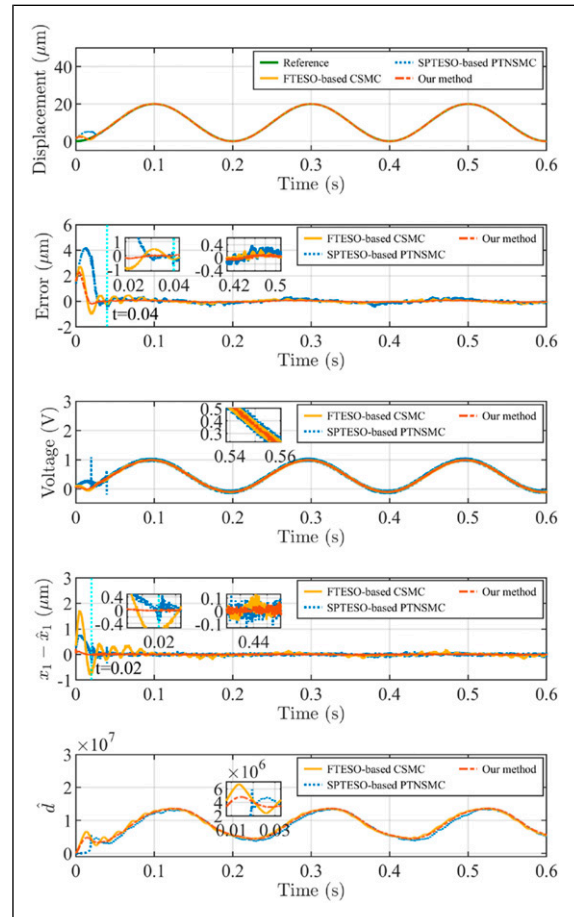 Displacement (μm)
40
20
0
Reference
SPTESO-based PTNSMC
FTESO-based CSMC
Our method
0 0.1 0.2 0.3 0.4 0.5 0.6
Time (s)
Error (μm)
6
4
2
0
-2
1
0
-1
0.02 0.04
0.4
0
-0.4
0.42 0.5
FTESO-based CSMC
Our method
SPTESO-based PTNSMC
t=0.04
0 0.1 0.2 0.3 0.4 0.5 0.6
Time (s)
Voltage (V)
3
2
1
0
0.5
0.4
0.3
0.54 0.56
FTESO-based CSMC
Our method
SPTESO-based PTNSMC
0 0.1 0.2 0.3 0.4 0.5 0.6
Time (s)
x₁ − x̂₁ (μm)
3
2
1
0
-1
0.4
0
-0.4
0.02
0.1
0
-0.1
0.44
FTESO-based CSMC
Our method
SPTESO-based PTNSMC
t=0.02
0 0.1 0.2 0.3 0.4 0.5 0.6
Time (s)
d̂
×10⁷
3
2
1
0
×10⁶
6
4
2
0.01 0.03
FTESO-based CSMC
Our method
SPTESO-based PTNSMC
0 0.1 0.2 0.3 0.4 0.5 0.6
Time (s)